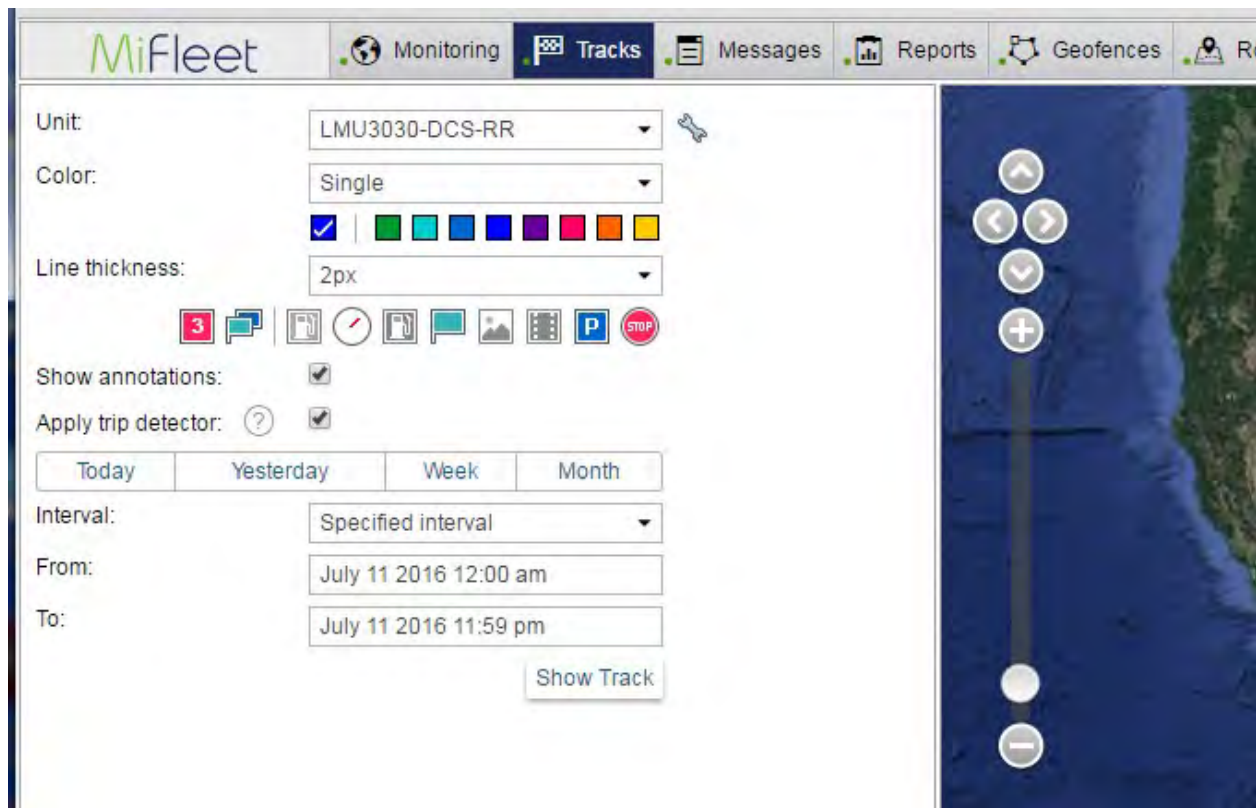 MiFleet Monitoring Tracks Messages Reports Geofences
Unit: LMU3030-DCS-RR
Color: Single
Line thickness: 2px
3 P STOP
Show annotations:
Apply trip detector: ?
Today Yesterday Week Month
Interval: Specified interval
From: July 11 2016 12:00 am
To: July 11 2016 11:59 pm
Show Track